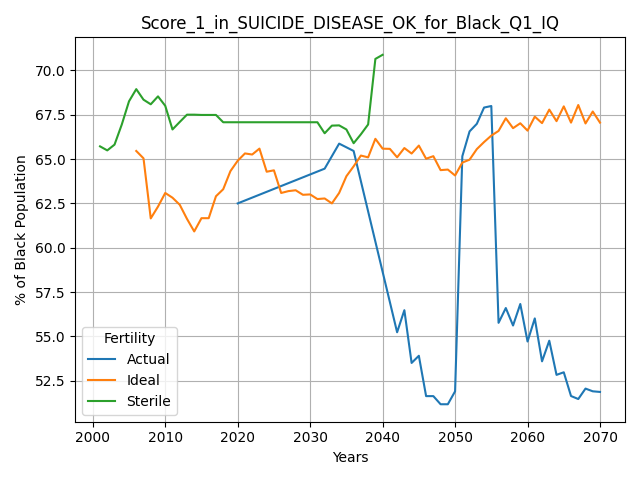 Score_1_in_SUICIDE_DISEASE_OK_for_Black_Q1_IQ
% of Black Population
70.0
67.5
65.0
62.5
60.0
57.5
55.0
52.5
Fertility
Actual
Ideal
Sterile
2000 2010 2020 2030 2040 2050 2060 2070
Years